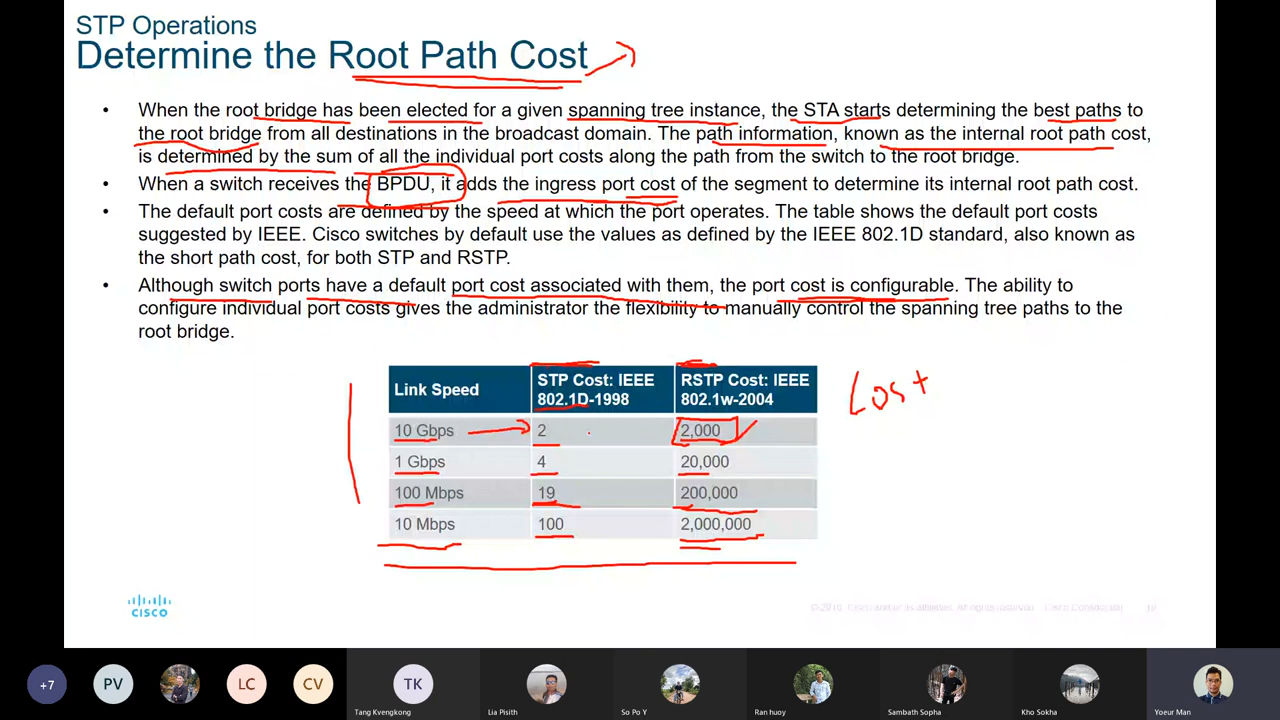 STP Operations
Determine the Root Path Cost
• When the root bridge has been elected for a given spanning tree instance, the STA starts determining the best paths to
the root bridge from all destinations in the broadcast domain. The path information, known as the internal root path cost,
is determined by the sum of all the individual port costs along the path from the switch to the root bridge.
• When a switch receives the BPDU, it adds the ingress port cost of the segment to determine its internal root path cost.
• The default port costs are defined by the speed at which the port operates. The table shows the default port costs
suggested by IEEE. Cisco switches by default use the values as defined by the IEEE 802.1D standard, also known as
the short path cost, for both STP and RSTP.
• Although switch ports have a default port cost associated with them, the port cost is configurable. The ability to
configure individual port costs gives the administrator the flexibility to manually control the spanning tree paths to the
root bridge.
Link Speed STP Cost: IEEE 802.1D-1998 RSTP Cost: IEEE 802.1w-2004
Cost
10 Gbps 2 2,000
1 Gbps 4 20,000
100 Mbps 19 200,000
10 Mbps 100 2,000,000
CISCO
+7 PV LC CV TK
Tang Kvengkong Lia Pisith So Po Y Ran huoy Sambath Sopha Kho Sokha Yoeur Man